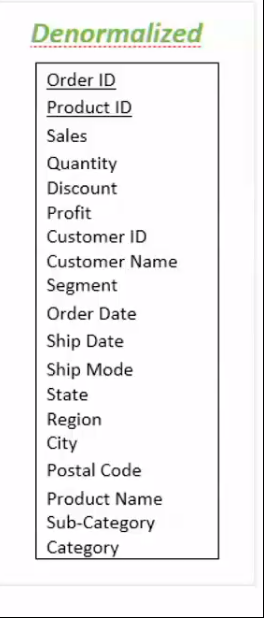 Denormalized
Order ID
Product ID
Sales
Quantity
Discount
Profit
Customer ID
Customer Name
Segment
Order Date
Ship Date
Ship Mode
State
Region
City
Postal Code
Product Name
Sub-Category
Category